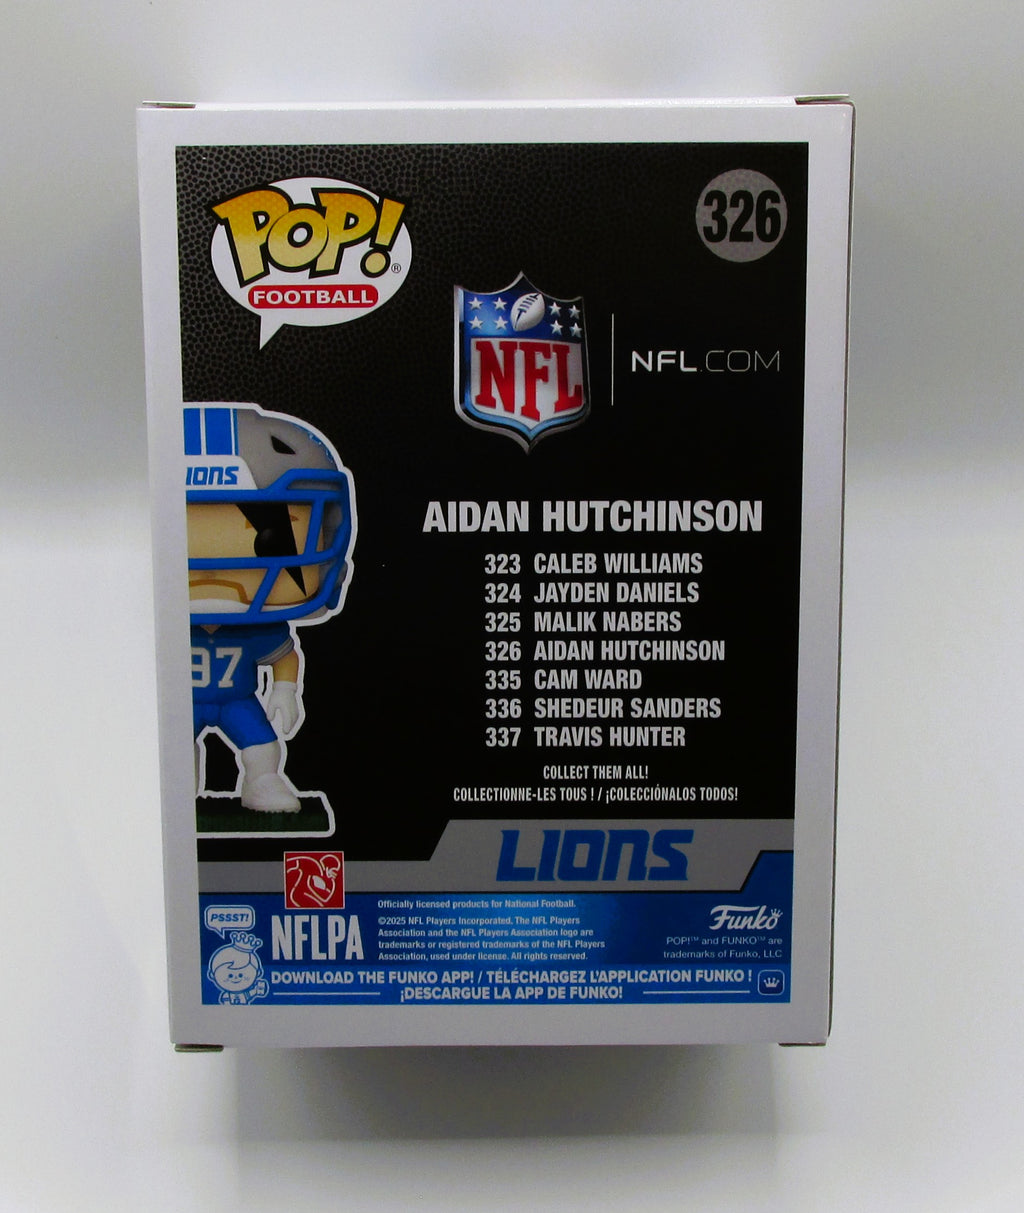 POP!®
FOOTBALL
326
NFL
NFL.COM
IONS
97
AIDAN HUTCHINSON
323 CALEB WILLIAMS
324 JAYDEN DANIELS
325 MALIK NABERS
326 AIDAN HUTCHINSON
335 CAM WARD
336 SHEDEUR SANDERS
337 TRAVIS HUNTER
COLLECT THEM ALL!
COLLECTIONNE-LES TOUS ! / ¡COLECCIÓNALOS TODOS!
LIONS
NFLPA
Officially licensed products for National Football.
©2025 NFL Players Incorporated. The NFL Players
Association and the NFL Players Association logo are
trademarks or registered trademarks of the NFL Players
Association, used under license. All rights reserved.
Funko
POP!™ and FUNKO™ are
trademarks of Funko, LLC
PSSST!
DOWNLOAD THE FUNKO APP! / TÉLÉCHARGEZ L'APPLICATION FUNKO !
¡DESCARGUE LA APP DE FUNKO!